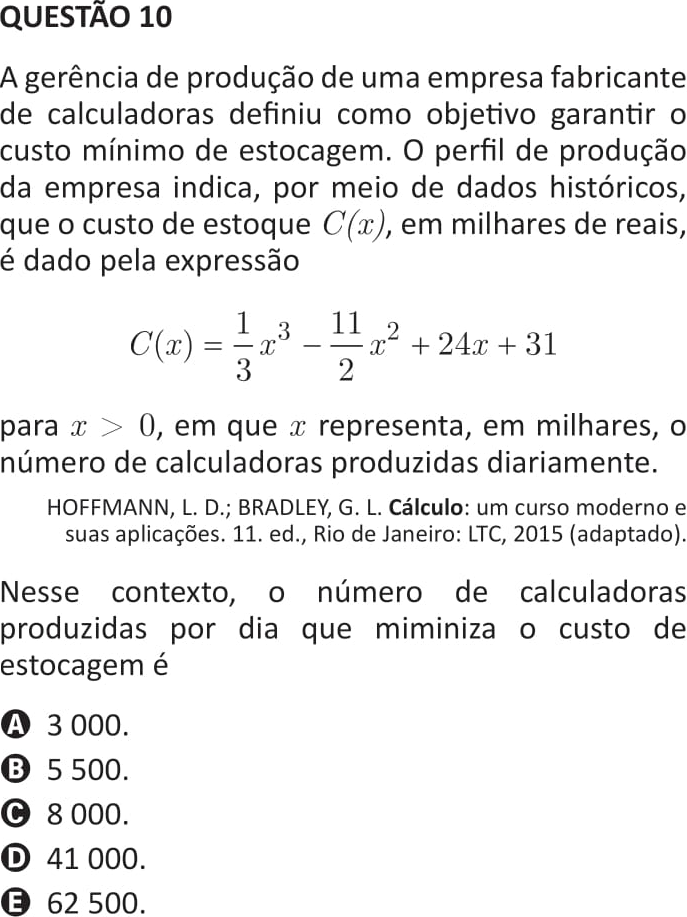 QUESTÃO 10
A gerência de produção de uma empresa fabricante
de calculadoras definiu como objetivo garantir o
custo mínimo de estocagem. O perfil de produção
da empresa indica, por meio de dados históricos,
que o custo de estoque C(x), em milhares de reais,
é dado pela expressão
C(x) = 1/3 x³ − 11/2 x² + 24x + 31
para x > 0, em que x representa, em milhares, o
número de calculadoras produzidas diariamente.
HOFFMANN, L. D.; BRADLEY, G. L. Cálculo: um curso moderno e
suas aplicações. 11. ed., Rio de Janeiro: LTC, 2015 (adaptado).
Nesse contexto, o número de calculadoras
produzidas por dia que miminiza o custo de
estocagem é
A 3 000.
B 5 500.
C 8 000.
D 41 000.
E 62 500.